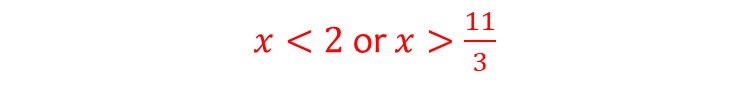 x < 2 or x > 11/3